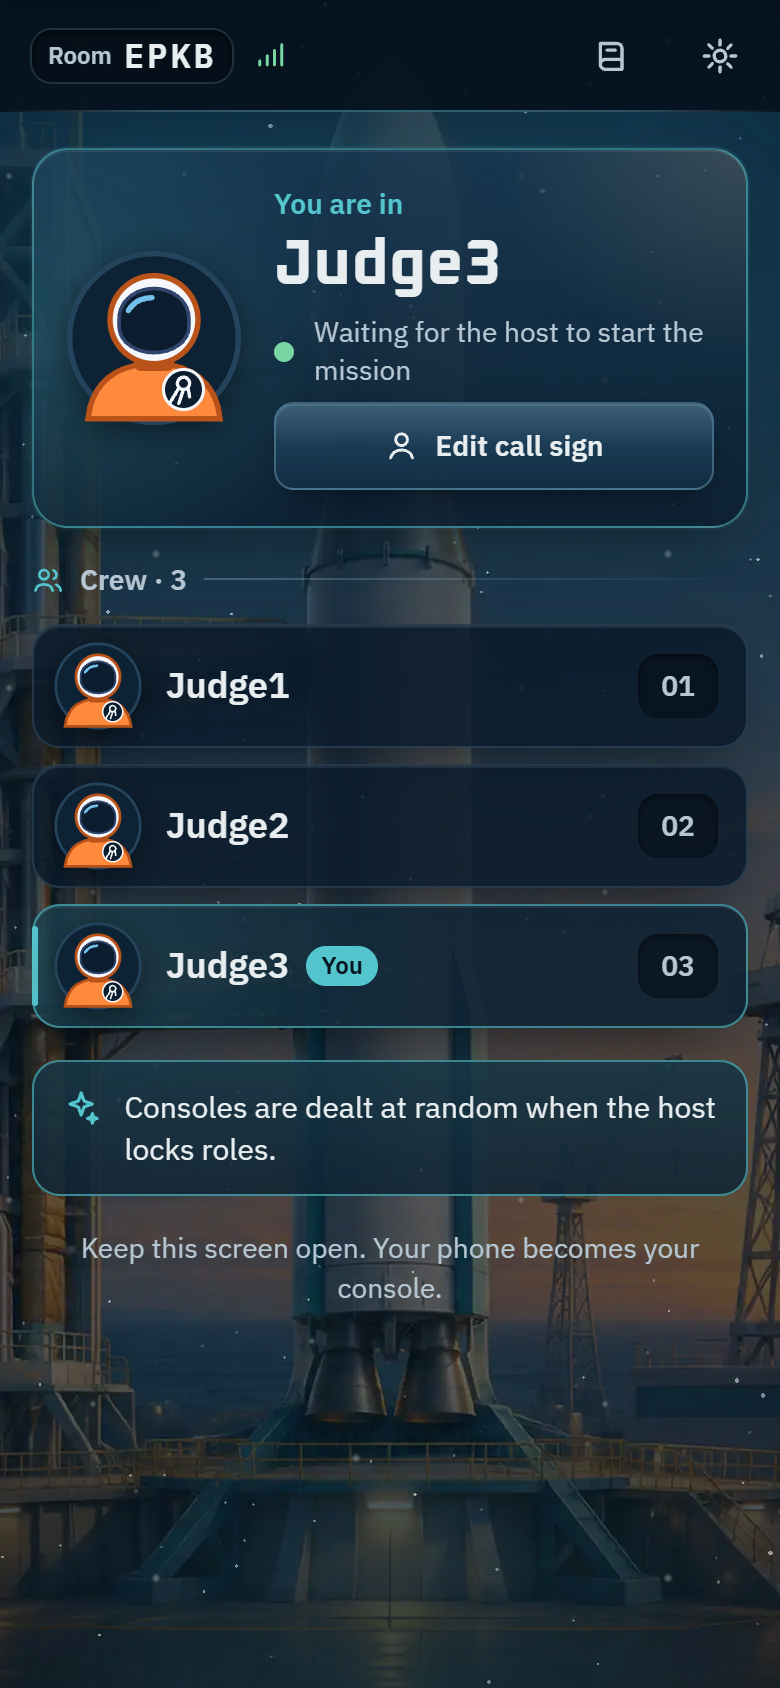 Room EPKB
You are in
Judge3
Waiting for the host to start the
mission
Edit call sign
Crew · 3
Judge1 01
Judge2 02
Judge3 You 03
Consoles are dealt at random when the host
locks roles.
Keep this screen open. Your phone becomes your
console.